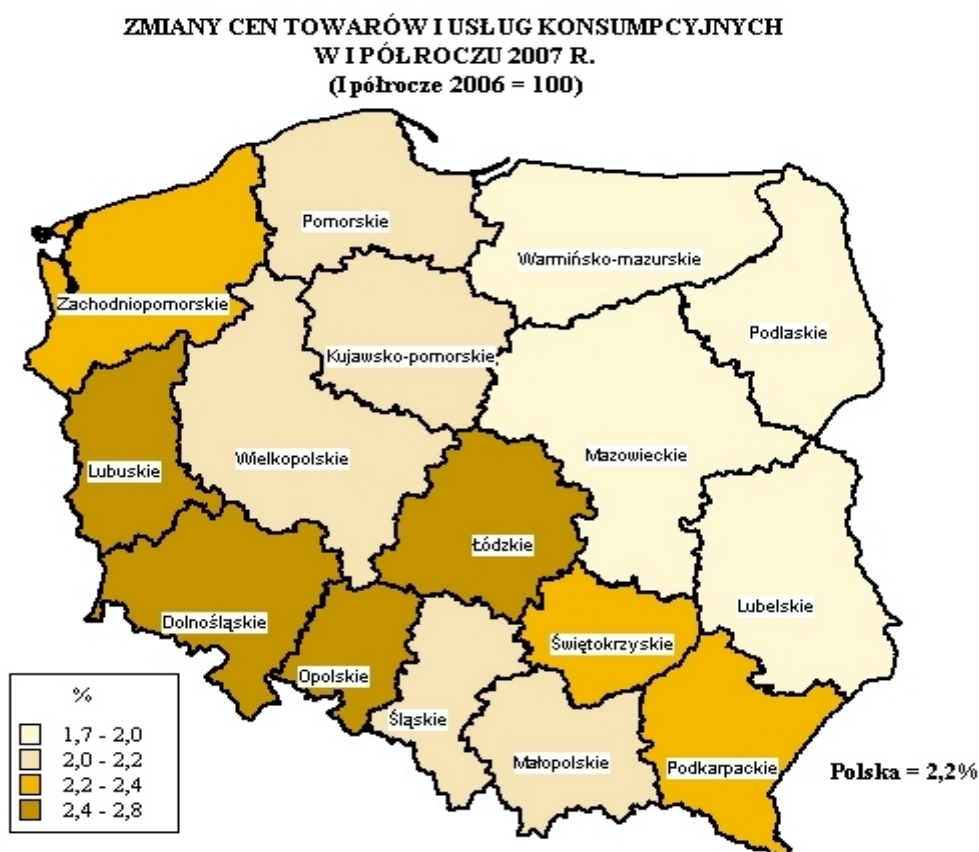 ZMIANY CEN TOWARÓW I USŁUG KONSUMPCYJNYCH
W I PÓŁROCZU 2007 R.
(I półrocze 2006 = 100)
Pomorskie
Warmińsko-mazurskie
Zachodniopomorskie
Podlaskie
Kujawsko-pomorskie
Lubuskie
Wielkopolskie
Mazowieckie
Łódzkie
Dolnośląskie
Lubelskie
Opolskie
Świętokrzyskie
Śląskie
Małopolskie
Podkarpackie
Polska = 2,2%
%
1,7 - 2,0
2,0 - 2,2
2,2 - 2,4
2,4 - 2,8